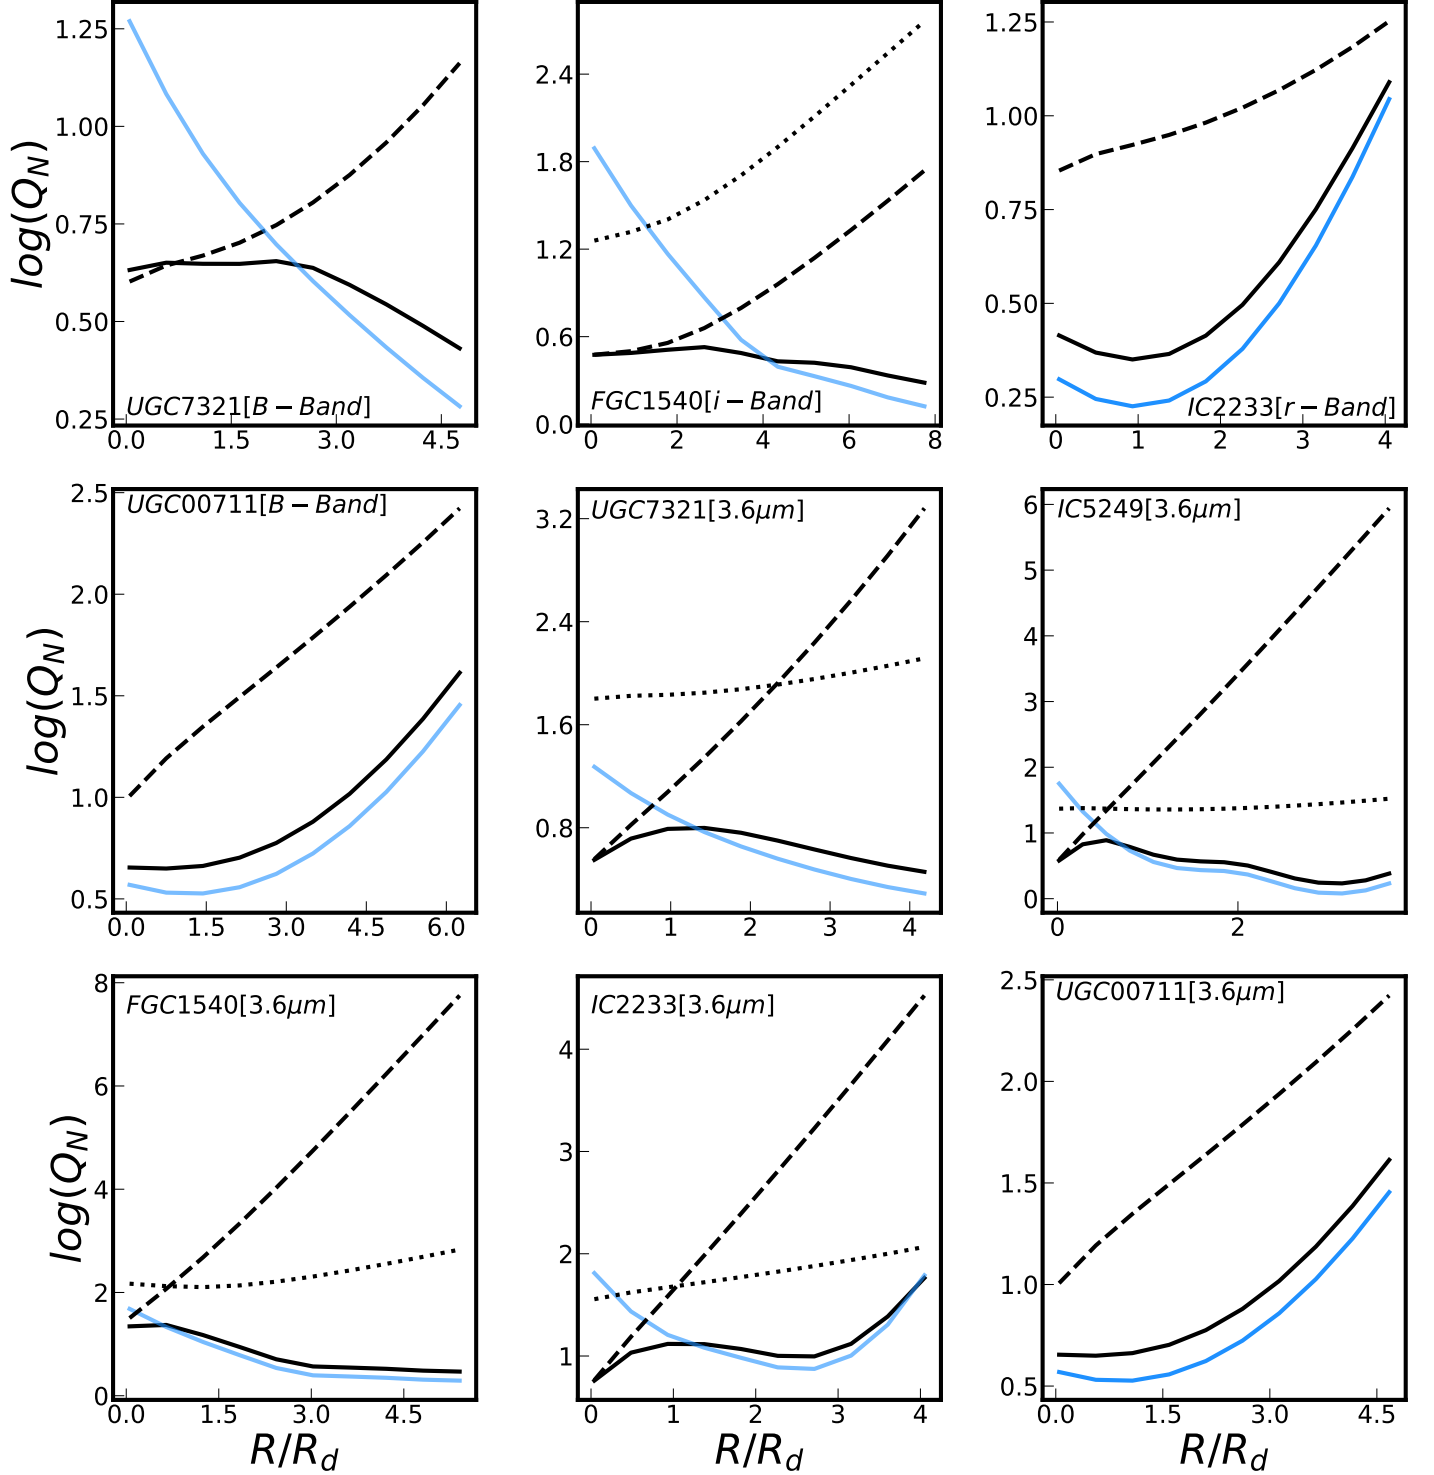 log(Q_N)
1.25
1.00
0.75
0.50
0.25
UGC7321[B − Band]
0.0 1.5 3.0 4.5
2.4
1.8
1.2
0.6
0.0
FGC1540[i − Band]
0 2 4 6 8
1.25
1.00
0.75
0.50
0.25
IC2233[r − Band]
0 1 2 3 4
log(Q_N)
2.5
2.0
1.5
1.0
0.5
UGC00711[B − Band]
0.0 1.5 3.0 4.5 6.0
3.2
2.4
1.6
0.8
UGC7321[3.6μm]
0 1 2 3 4
6
5
4
3
2
1
0
IC5249[3.6μm]
0 2
log(Q_N)
8
6
4
2
0
FGC1540[3.6μm]
0.0 1.5 3.0 4.5
R/R_d
4
3
2
1
IC2233[3.6μm]
0 1 2 3 4
R/R_d
2.5
2.0
1.5
1.0
0.5
UGC00711[3.6μm]
0.0 1.5 3.0 4.5
R/R_d